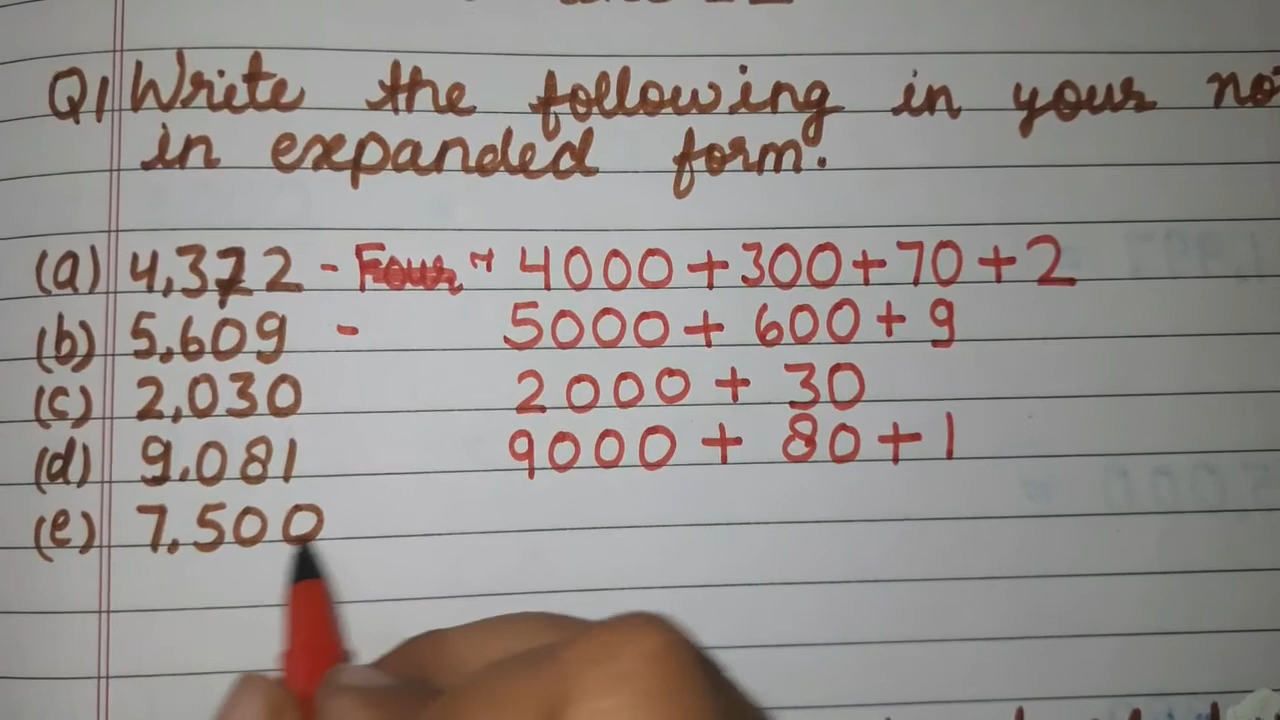 Q1 Write the following in your no
in expanded form.
(a) 4,372 - Four - 4000 + 300 + 70 + 2
(b) 5,609 - 5000 + 600 + 9
(c) 2,030 2000 + 30
(d) 9,081 9000 + 80 + 1
(e) 7,500